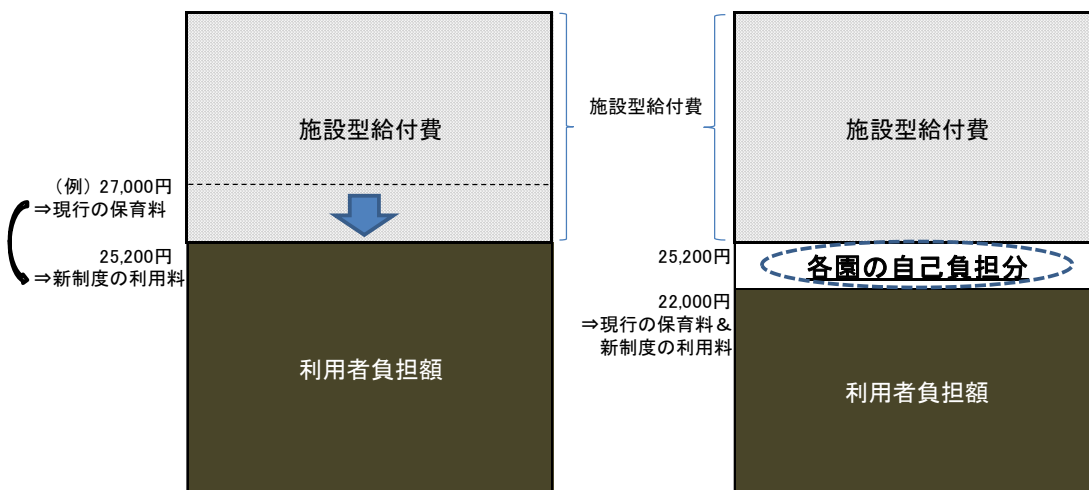 施設型給付費
（例）27,000円
⇒現行の保育料
25,200円
⇒新制度の利用料
利用者負担額
施設型給付費
施設型給付費
25,200円
各園の自己負担分
22,000円
⇒現行の保育料＆
新制度の利用料
利用者負担額